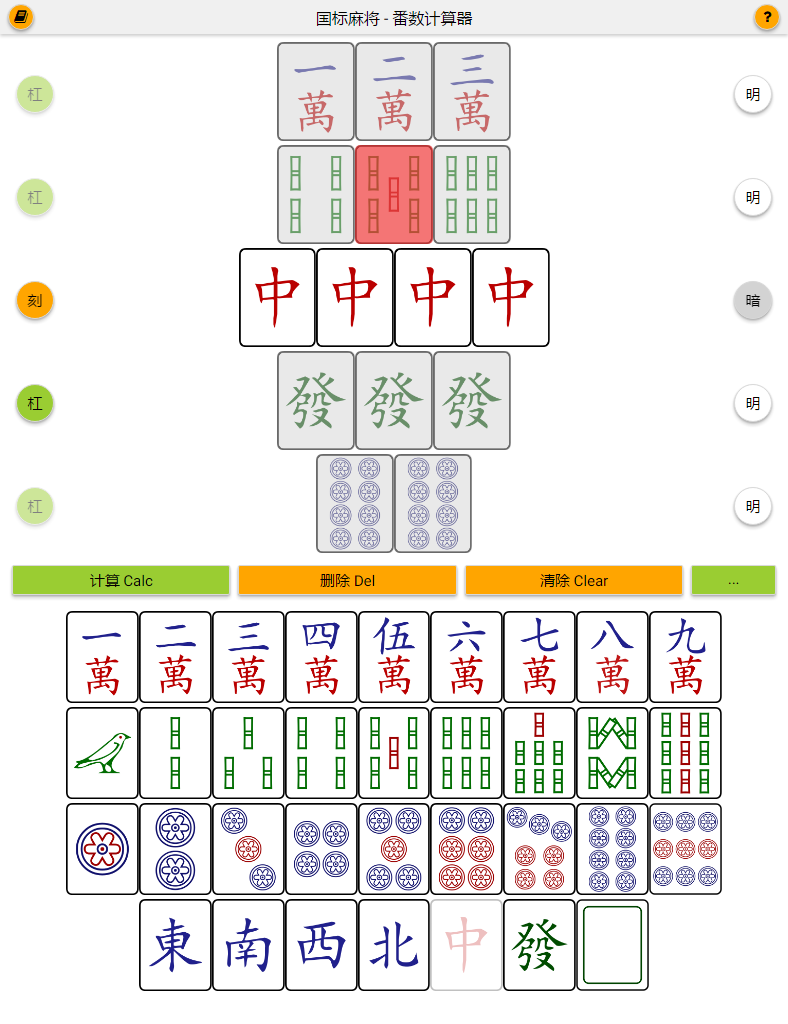 国标麻将 - 番数计算器 ?
杠 一萬 二萬 三萬 明
杠 明
刻 中 中 中 中 暗
杠 發 發 發 明
杠 明
计算 Calc 删除 Del 清除 Clear ...
一萬 二萬 三萬 四萬 伍萬 六萬 七萬 八萬 九萬
東 南 西 北 中 發